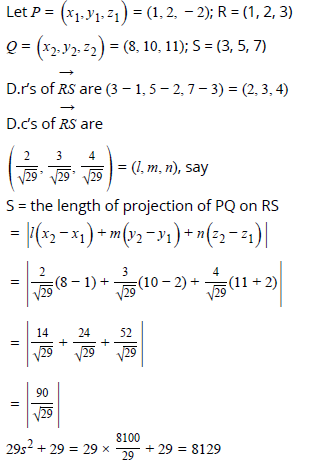 Let P = (x₁, y₁, z₁) = (1, 2, − 2); R = (1, 2, 3)
Q = (x₂, y₂, z₂) = (8, 10, 11); S = (3, 5, 7)
D.r's of →RS are (3 − 1, 5 − 2, 7 − 3) = (2, 3, 4)
D.c's of →RS are
(2/√29, 3/√29, 4/√29) = (l, m, n), say
S = the length of projection of PQ on RS
= |l(x₂ − x₁) + m(y₂ − y₁) + n(z₂ − z₁)|
= |2/√29 (8 − 1) + 3/√29 (10 − 2) + 4/√29 (11 + 2)|
= |14/√29 + 24/√29 + 52/√29|
= |90/√29|
29s² + 29 = 29 × 8100/29 + 29 = 8129